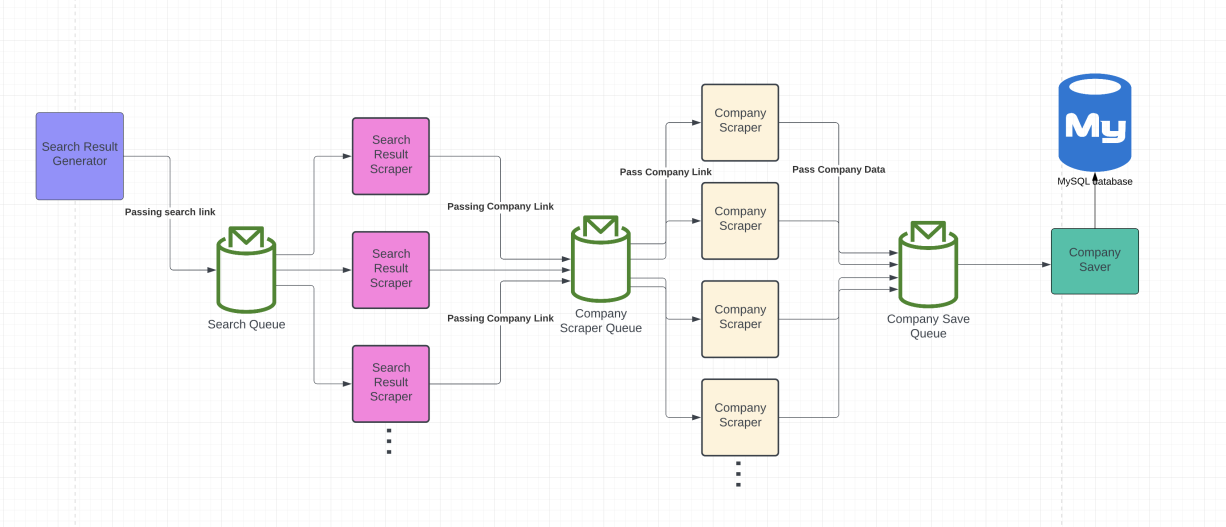 Search Result
Generator
Passing search link
Search Queue
Search
Result
Scraper
Search
Result
Scraper
Search
Result
Scraper
Passing Company Link
Passing Company Link
Company
Scraper Queue
Pass Company Link
Company
Scraper
Company
Scraper
Company
Scraper
Company
Scraper
Pass Company Data
Company Save
Queue
Company
Saver
My
MySQL database